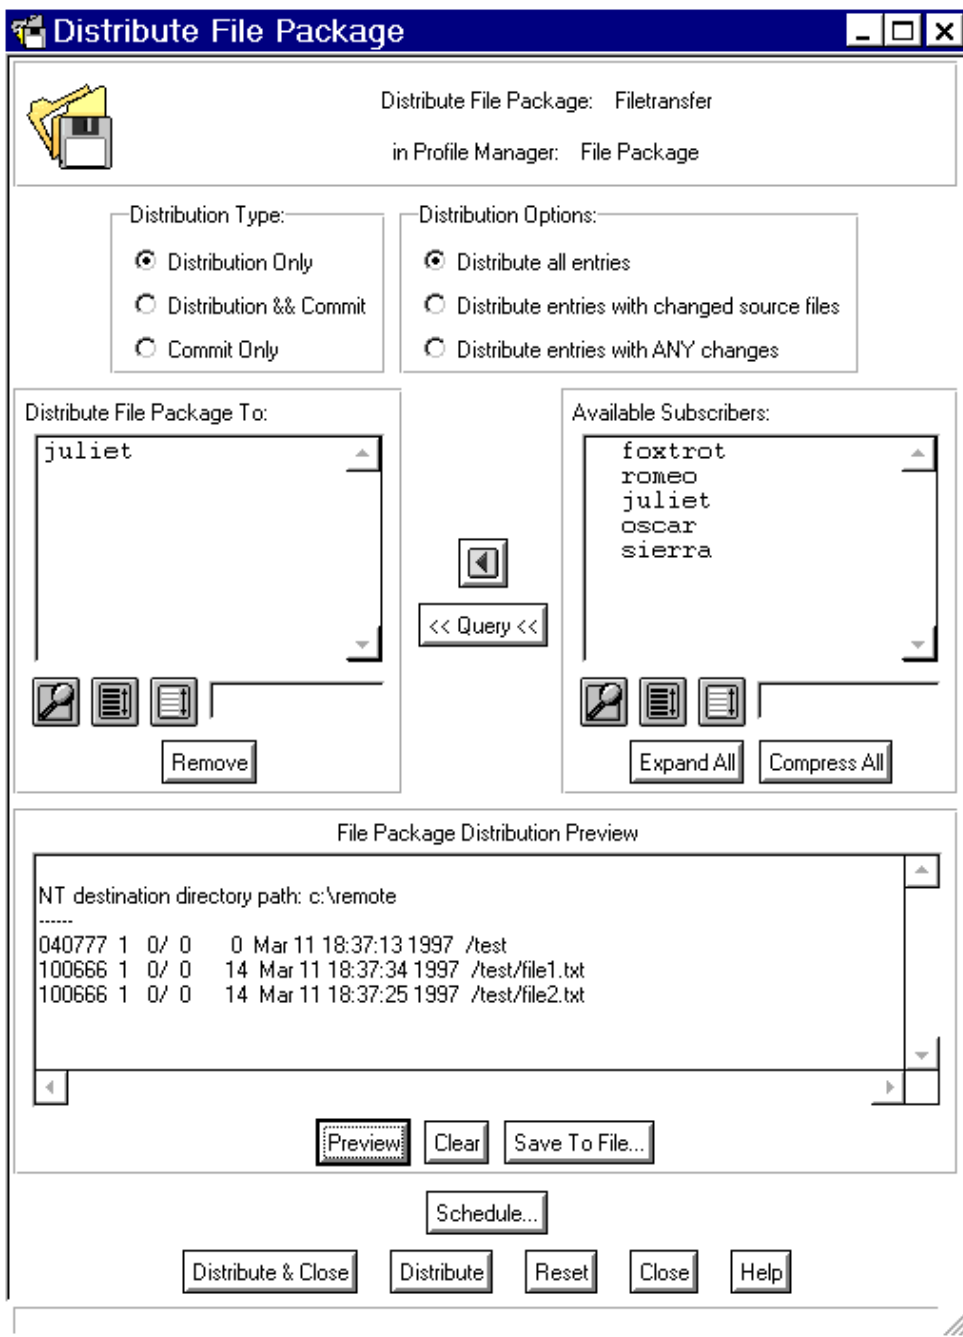 Distribute File Package
Distribute File Package: Filetransfer
in Profile Manager: File Package
Distribution Type:
Distribution Only
Distribution && Commit
Commit Only
Distribution Options:
Distribute all entries
Distribute entries with changed source files
Distribute entries with ANY changes
Distribute File Package To:
juliet
Remove
<< Query <<
Available Subscribers:
foxtrot
romeo
juliet
oscar
sierra
Expand All
Compress All
File Package Distribution Preview
NT destination directory path: c:\remote
------
040777 1 0/ 0 0 Mar 11 18:37:13 1997 /test
100666 1 0/ 0 14 Mar 11 18:37:34 1997 /test/file1.txt
100666 1 0/ 0 14 Mar 11 18:37:25 1997 /test/file2.txt
Preview Clear Save To File...
Schedule...
Distribute & Close Distribute Reset Close Help